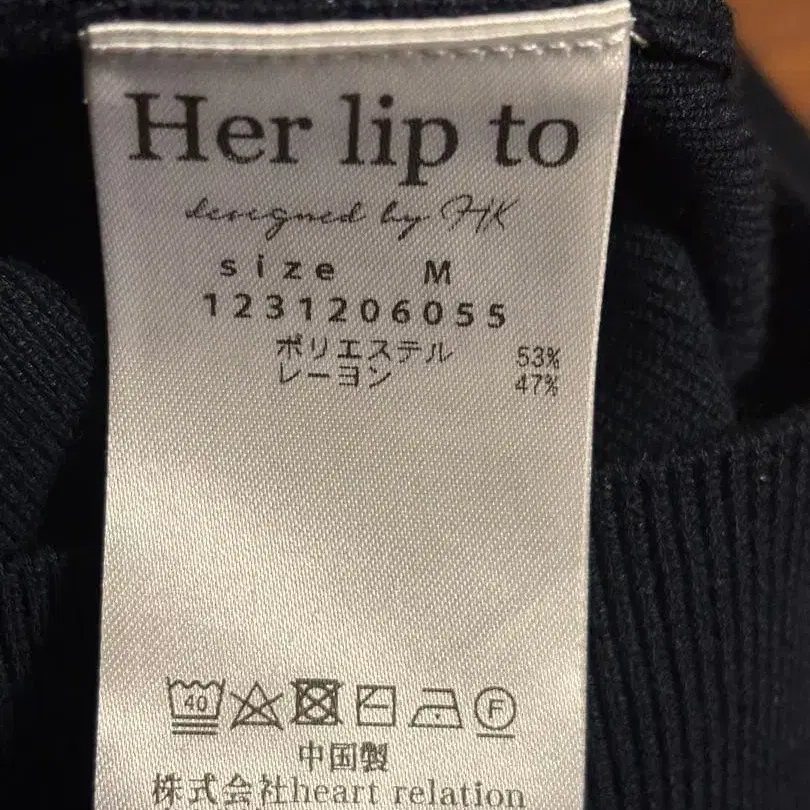 Her lip to
designed by HK
size M
1231206055
ポリエステル 53%
レーヨン 47%
40 F
中国製
株式会社heart relation